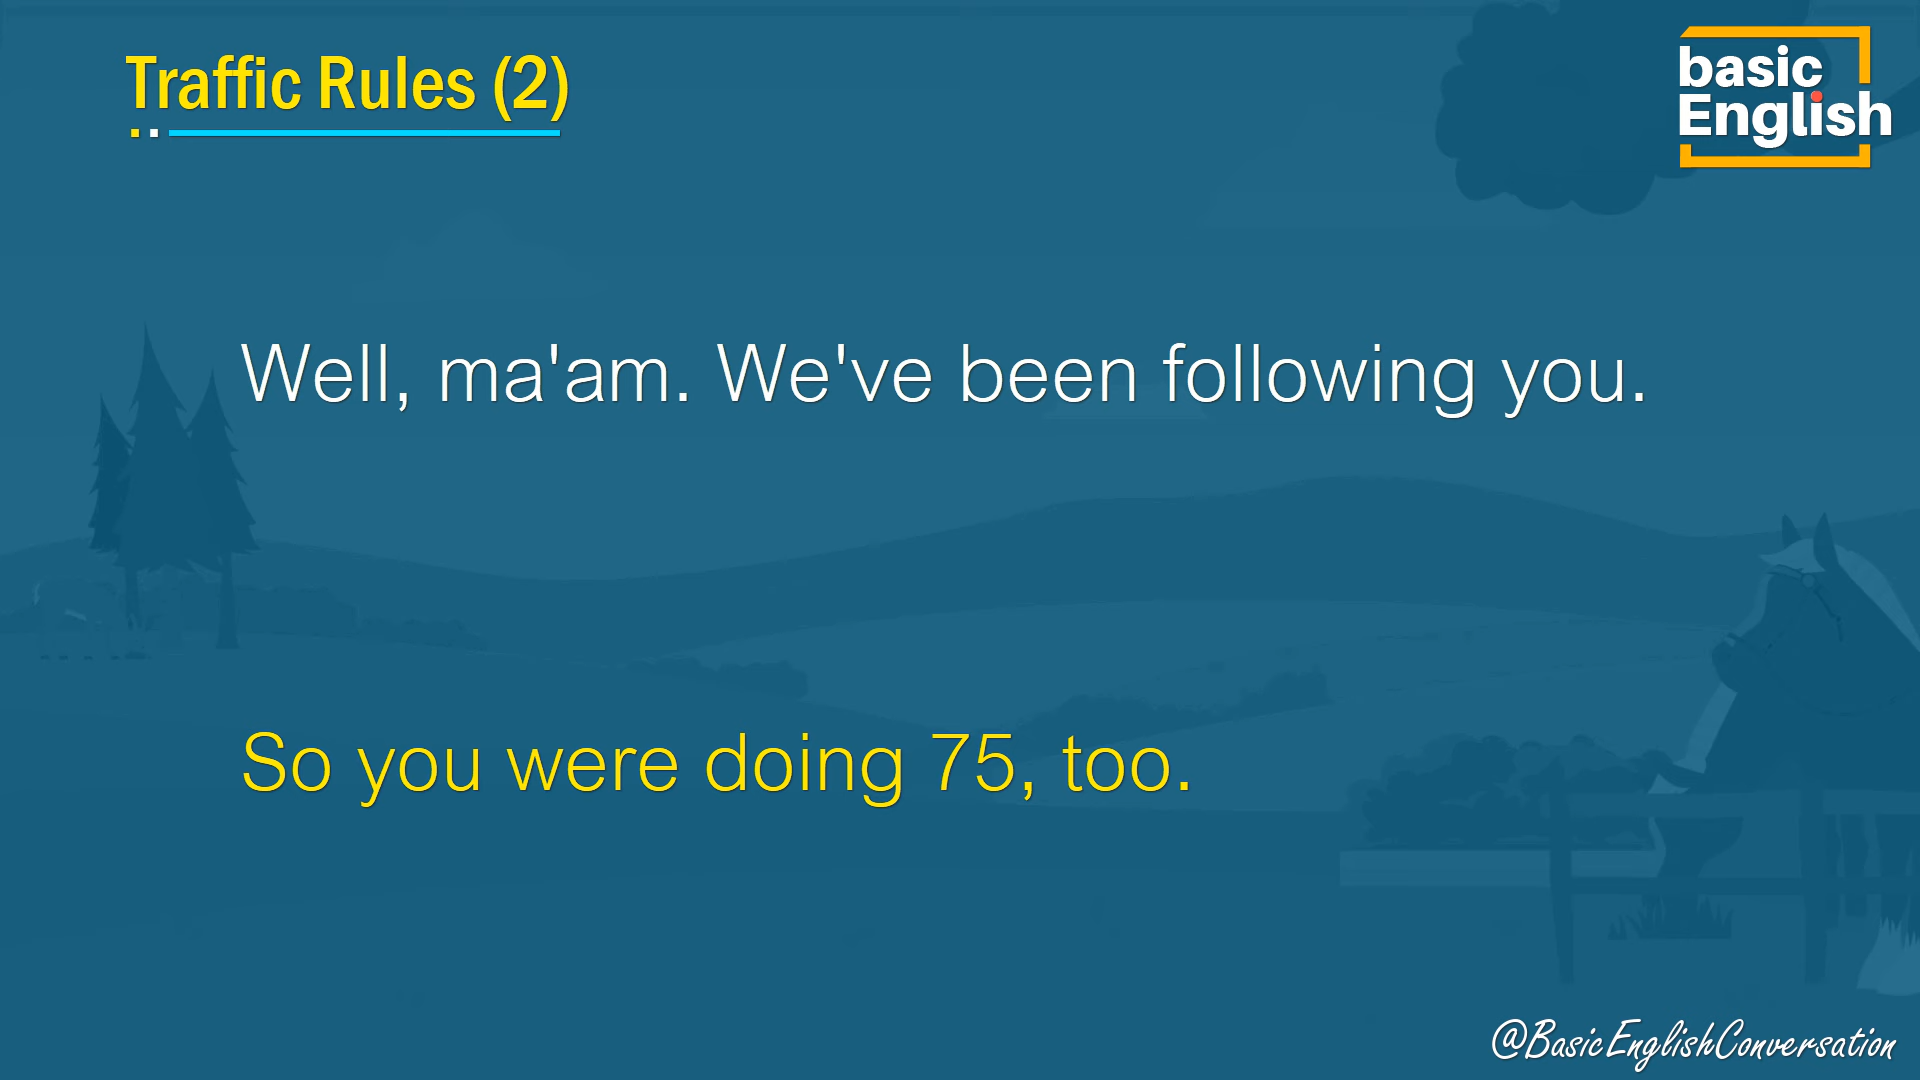 Traffic Rules (2)
basic
English
Well, ma'am. We've been following you.
So you were doing 75, too.
@BasicEnglishConversation